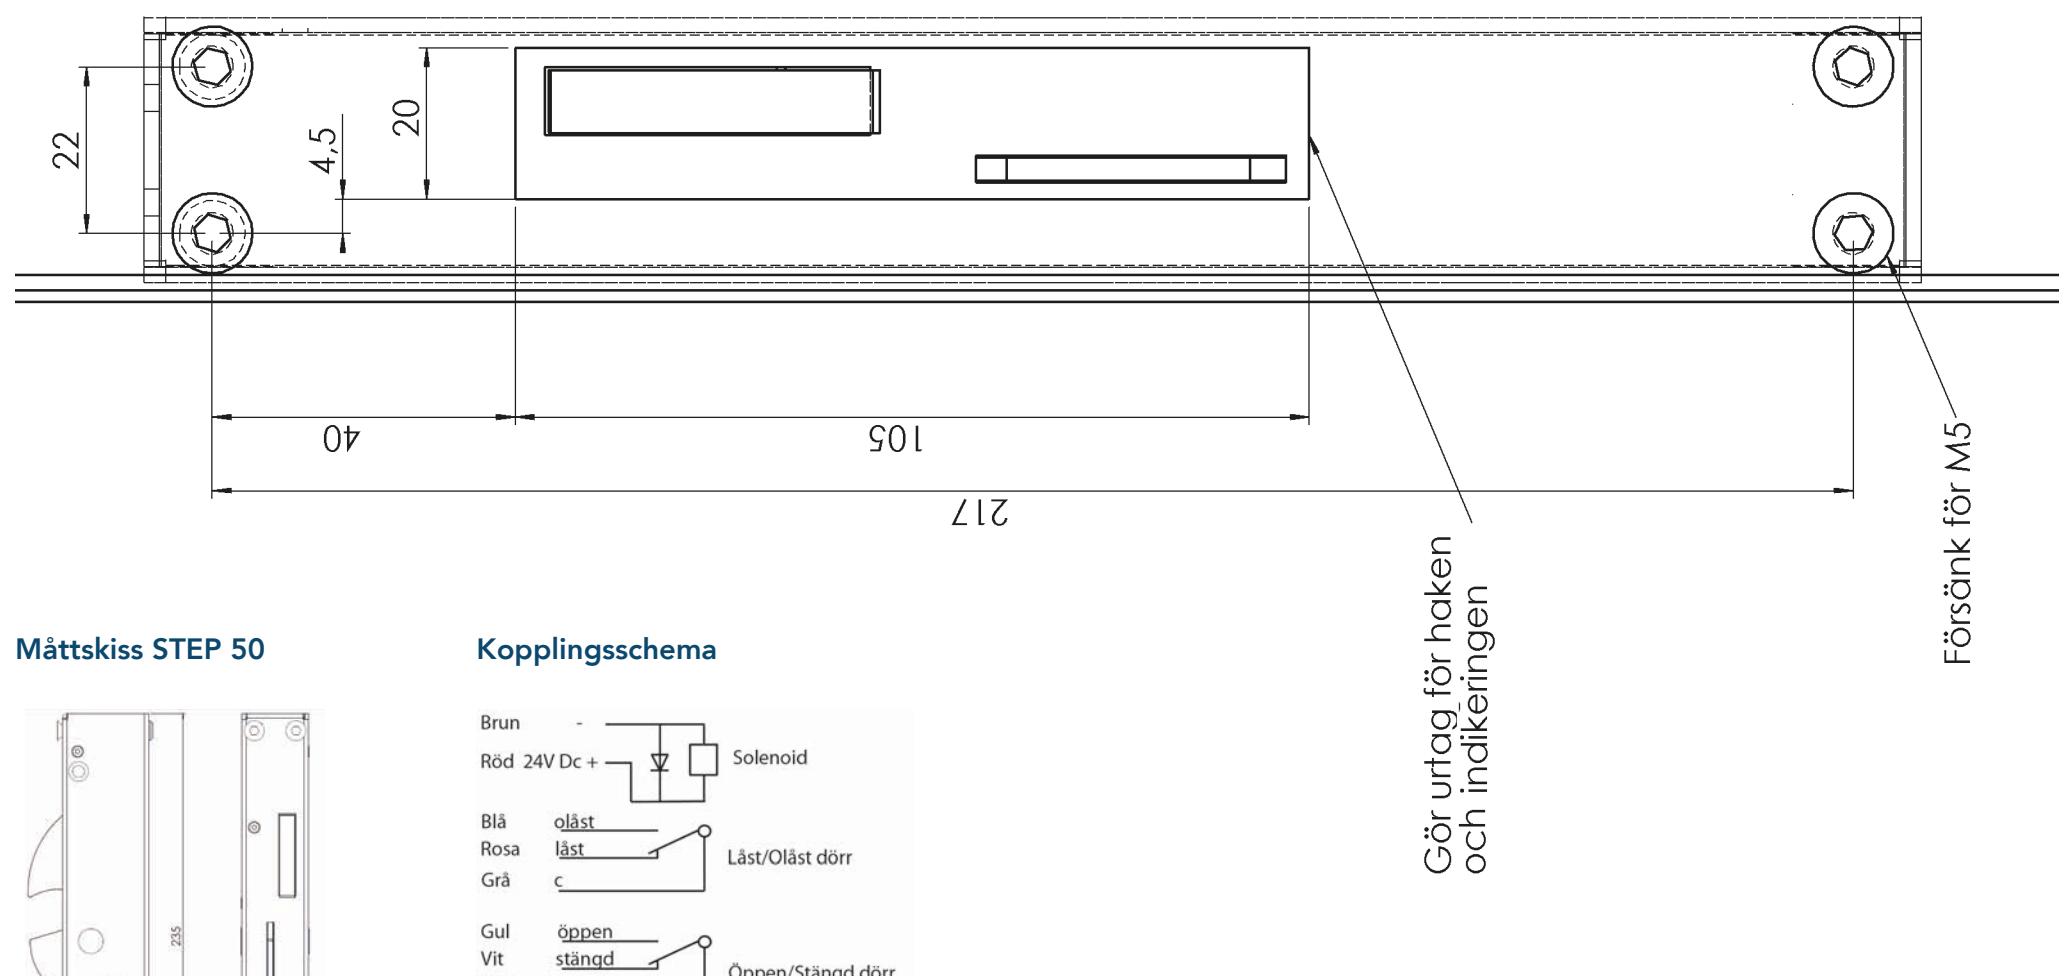 22
4,5
20
40
105
217
Gör urtag för haken
och indikeringen
Försänk för M5
Måttskiss STEP 50
235
Kopplingsschema
Brun -
Röd 24V Dc +
Solenoid
Blå olåst
Rosa låst
Grå c
Låst/Olåst dörr
Gul öppen
Vit stängd
Öppen/Stängd dörr